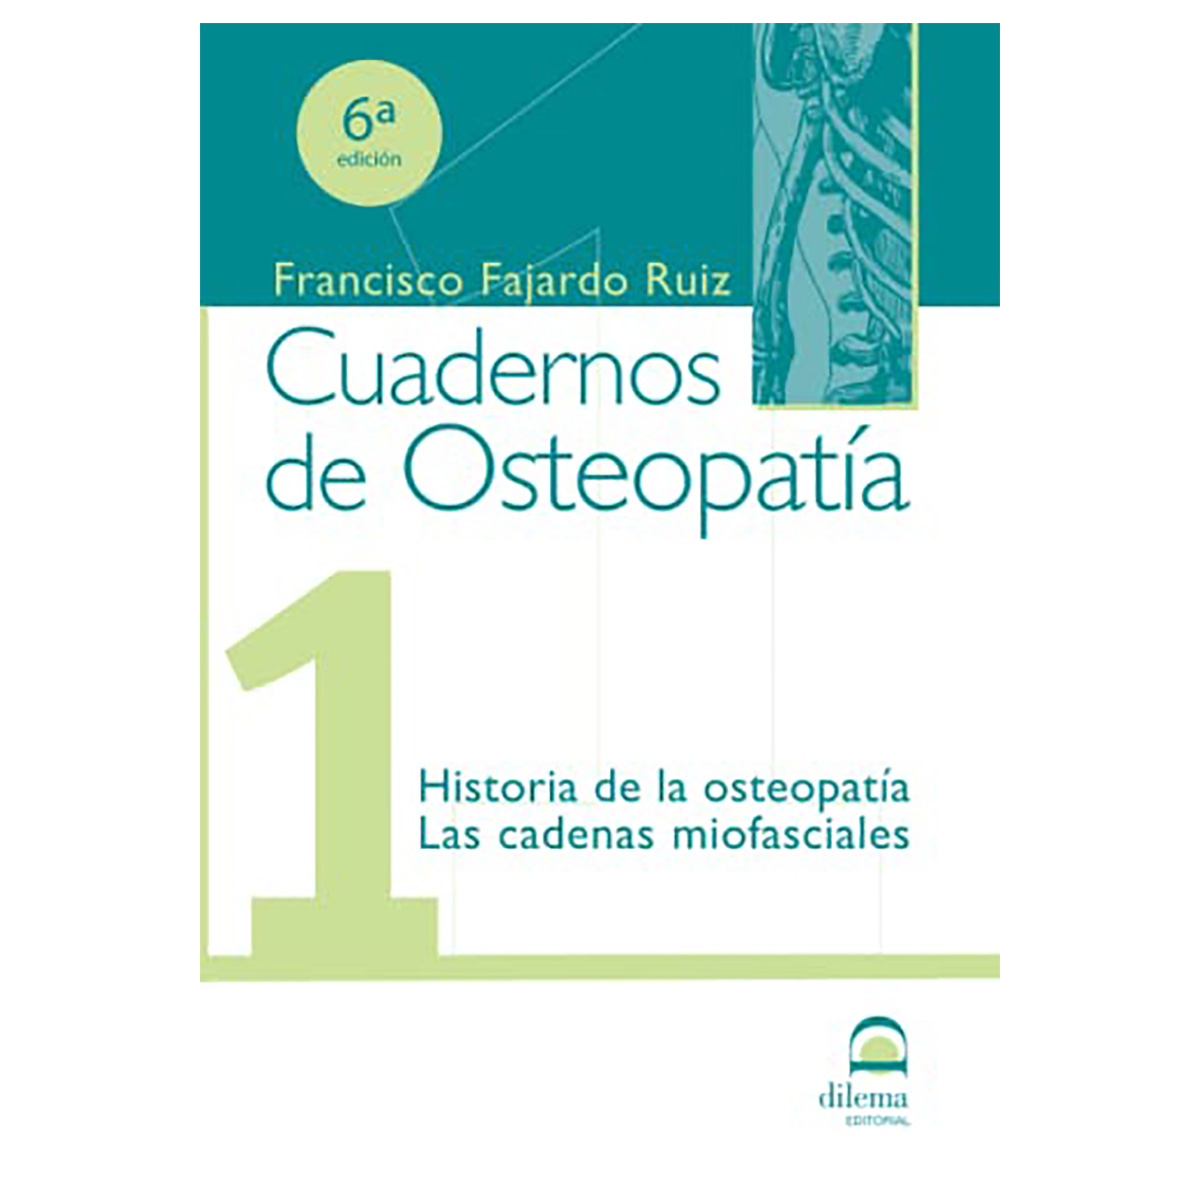 6ª
edición
Francisco Fajardo Ruiz
Cuadernos
de Osteopatía
1
Historia de la osteopatía
Las cadenas miofasciales
dilema
EDITORIAL